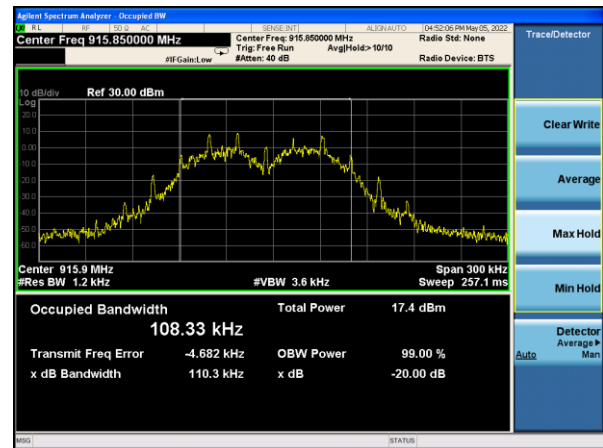 Agilent Spectrum Analyzer - Occupied BW
RL RF 50 Ω AC SENSE:INT ALIGNAUTO 04:52:06 PM May 05, 2022
Center Freq 915.850000 MHz Center Freq: 915.850000 MHz Radio Std: None Trace/Detector
Trig: Free Run Avg|Hold:>10/10
#IFGain:Low #Atten: 40 dB Radio Device: BTS
10 dB/div Ref 30.00 dBm
Log
20.0
10.0
0.00
-10.0
-20.0
-30.0
-40.0
-50.0
-60.0
Clear Write
Average
Max Hold
Min Hold
Detector
Average
Auto Man
Center 915.9 MHz Span 300 kHz
#Res BW 1.2 kHz #VBW 3.6 kHz Sweep 257.1 ms
Occupied Bandwidth Total Power 17.4 dBm
108.33 kHz
Transmit Freq Error -4.682 kHz OBW Power 99.00 %
x dB Bandwidth 110.3 kHz x dB -20.00 dB
MSG STATUS